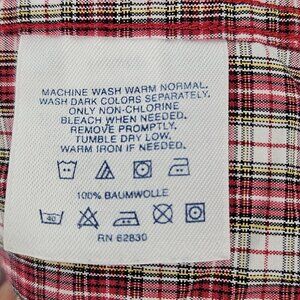 MACHINE WASH WARM NORMAL.
WASH DARK COLORS SEPARATELY.
ONLY NON-CHLORINE
BLEACH WHEN NEEDED.
REMOVE PROMPTLY.
TUMBLE DRY LOW.
WARM IRON IF NEEDED.
100% BAUMWOLLE
40
RN 62830